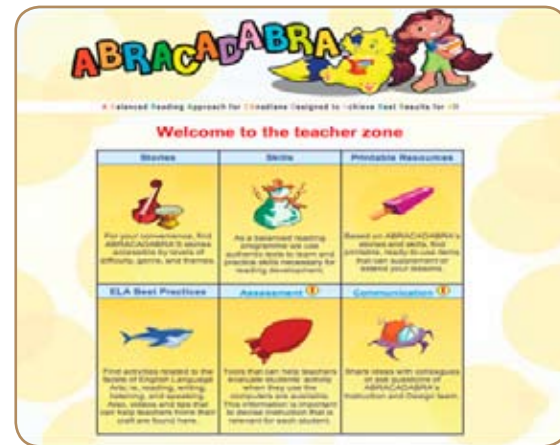 ABRACADABRA
A Balanced Reading Approach for CAnadians Designed to Achieve Best Results for All
Welcome to the teacher zone
Stories
For your convenience, find
ABRACADABRA'S stories
accessible by levels of
difficulty, genre, and themes.
Skills
As a balanced reading
programme we use
authentic texts to learn and
practice skills necessary for
reading development.
Printable Resources
Based on ABRACADABRA's
stories and skills, find
printable, ready-to-use items
that can supplement or
extend your lessons.
ELA Best Practices
Find activities related to the
facets of English Language
Arts; ie, reading, writing,
listening, and speaking.
Also, videos and tips that
can help teachers hone their
craft are found here.
Assessment
Tools that can help teachers
evaluate students' activity
when they use the
computers are available.
This information is important
to devise instruction that is
relevant for each student.
Communication
Share ideas with colleagues
or ask questions of
ABRACADABRA's
Instruction and Design team.